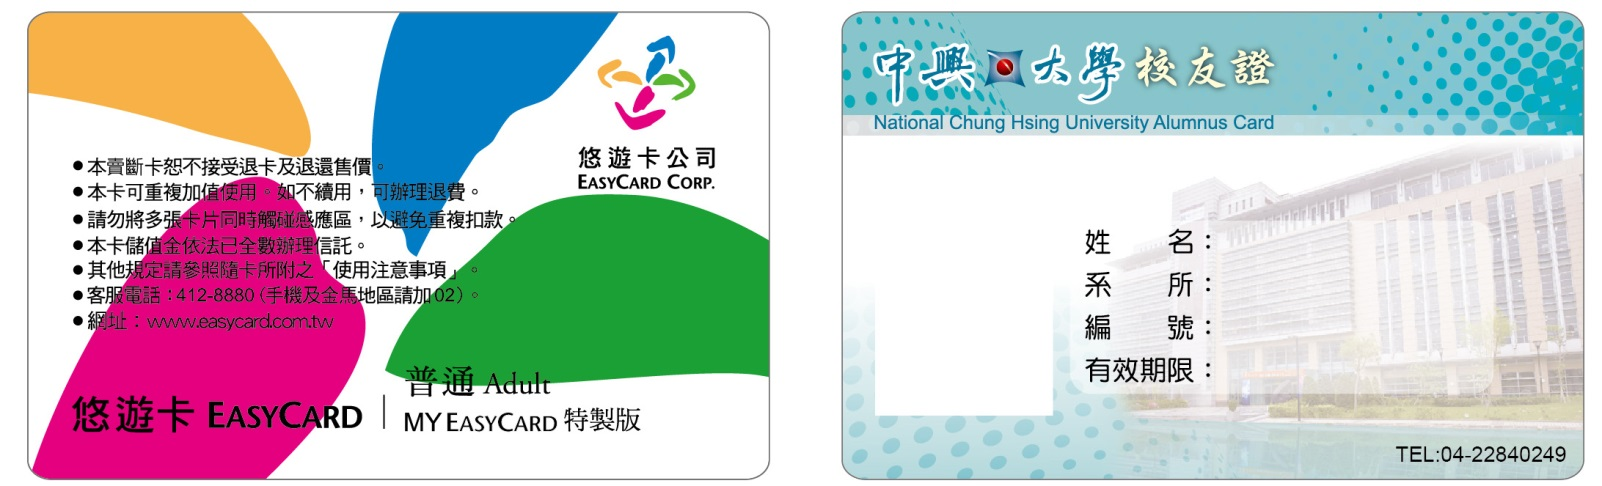 悠遊卡公司
EASYCARD CORP.
●本賣斷卡恕不接受退卡及退還售價。
●本卡可重複加值使用。如不續用，可辦理退費。
●請勿將多張卡片同時觸碰感應區，以避免重複扣款。
●本卡儲值金依法已全數辦理信託。
●其他規定請參照隨卡所附之「使用注意事項」。
●客服電話：412-8880（手機及金馬地區請加02）。
●網址：www.easycard.com.tw
普通 Adult
悠遊卡 EASYCARD | MY EASYCARD 特製版
中興大學校友證
National Chung Hsing University Alumnus Card
姓名：
系所：
編號：
有效期限：
TEL:04-22840249